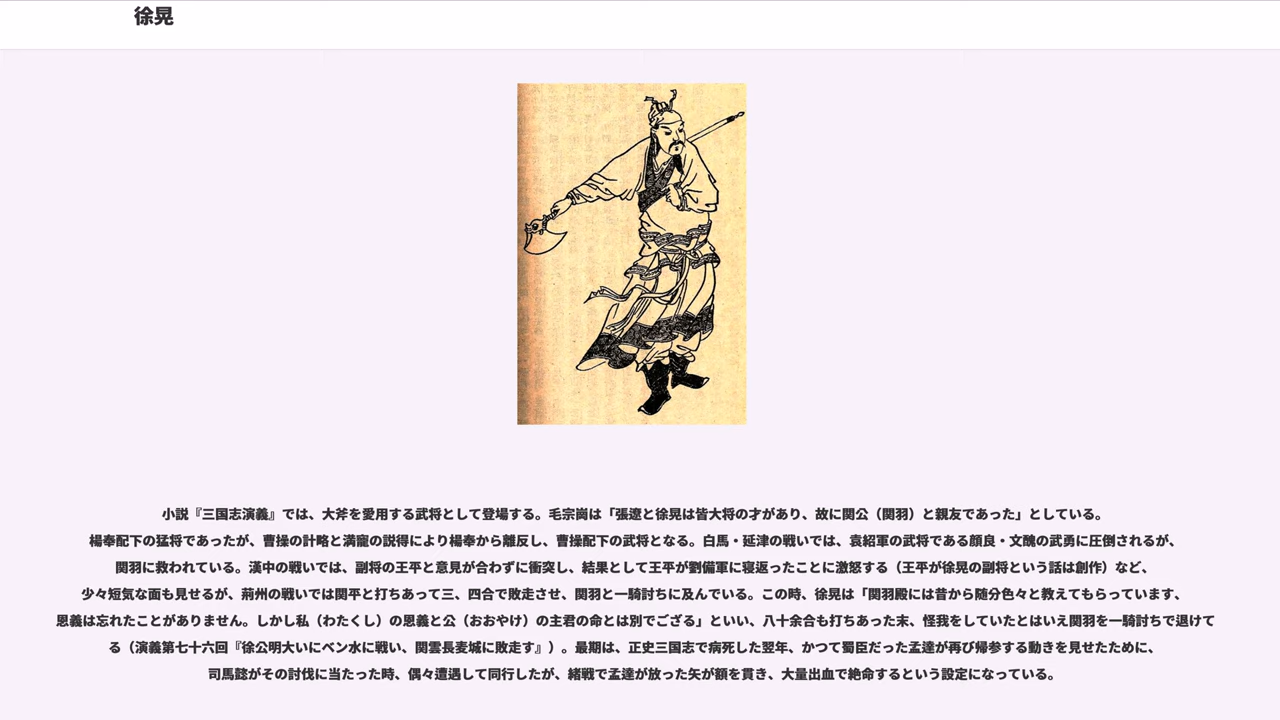 徐晃
小説『三国志演義』では、大斧を愛用する武将として登場する。毛宗崗は「張遼と徐晃は皆大将の才があり、故に関公（関羽）と親友であった」としている。
楊奉配下の猛将であったが、曹操の計略と満寵の説得により楊奉から離反し、曹操配下の武将となる。白馬・延津の戦いでは、袁紹軍の武将である顔良・文醜の武勇に圧倒されるが、
関羽に救われている。漢中の戦いでは、副将の王平と意見が合わずに衝突し、結果として王平が劉備軍に寝返ったことに激怒する（王平が徐晃の副将という話は創作）など、
少々短気な面も見せるが、荊州の戦いでは関平と打ちあって三、四合で敗走させ、関羽と一騎討ちに及んでいる。この時、徐晃は「関羽殿には昔から随分色々と教えてもらっています、
恩義は忘れたことがありません。しかし私（わたくし）の恩義と公（おおやけ）の主君の命とは別でござる」といい、八十余合も打ちあった末、怪我をしていたとはいえ関羽を一騎討ちで退けて
る（演義第七十六回『徐公明大いにベン水に戦い、関雲長麦城に敗走す』）。最期は、正史三国志で病死した翌年、かつて蜀臣だった孟達が再び帰参する動きを見せたために、
司馬懿がその討伐に当たった時、偶々遭遇して同行したが、緒戦で孟達が放った矢が額を貫き、大量出血で絶命するという設定になっている。